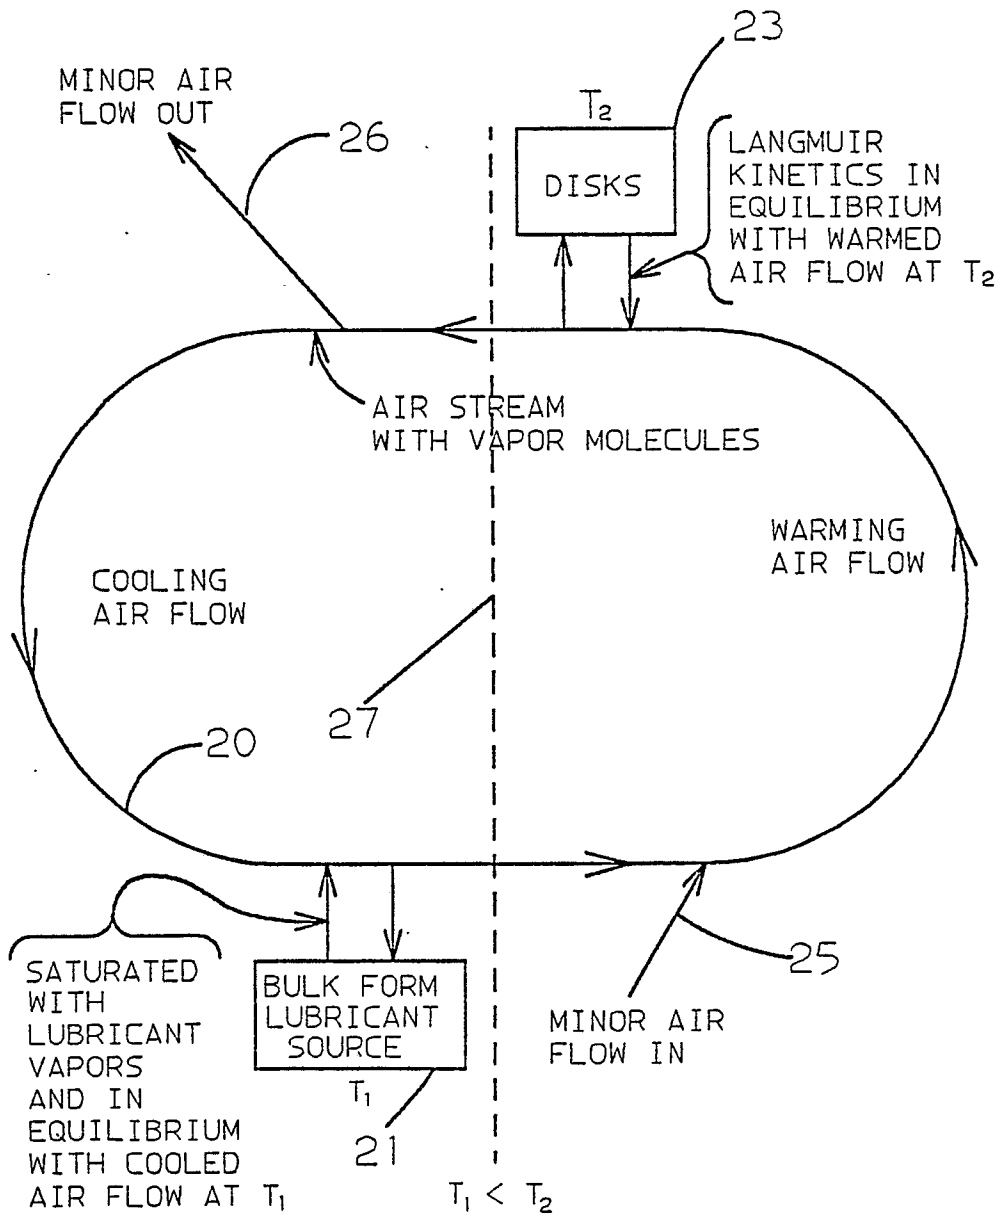 23
MINOR AIR
FLOW OUT
26
T₂
DISKS
LANGMUIR
KINETICS IN
EQUILIBRIUM
WITH WARMED
AIR FLOW AT T₂
AIR STREAM
WITH VAPOR MOLECULES
WARMING
AIR FLOW
COOLING
AIR FLOW
27
20
SATURATED
WITH
LUBRICANT
VAPORS
AND IN
EQUILIBRIUM
WITH COOLED
AIR FLOW AT T₁
BULK FORM
LUBRICANT
SOURCE
T₁
21
25
MINOR AIR
FLOW IN
T₁ < T₂